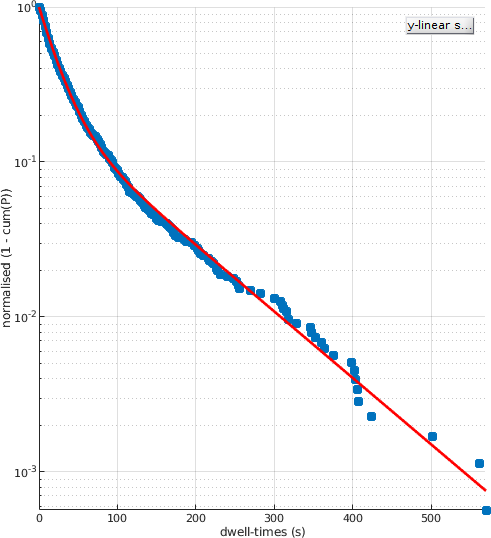 10⁰
y-linear s...
10⁻¹
normalised (1 - cum(P))
10⁻²
10⁻³
0 100 200 300 400 500
dwell-times (s)